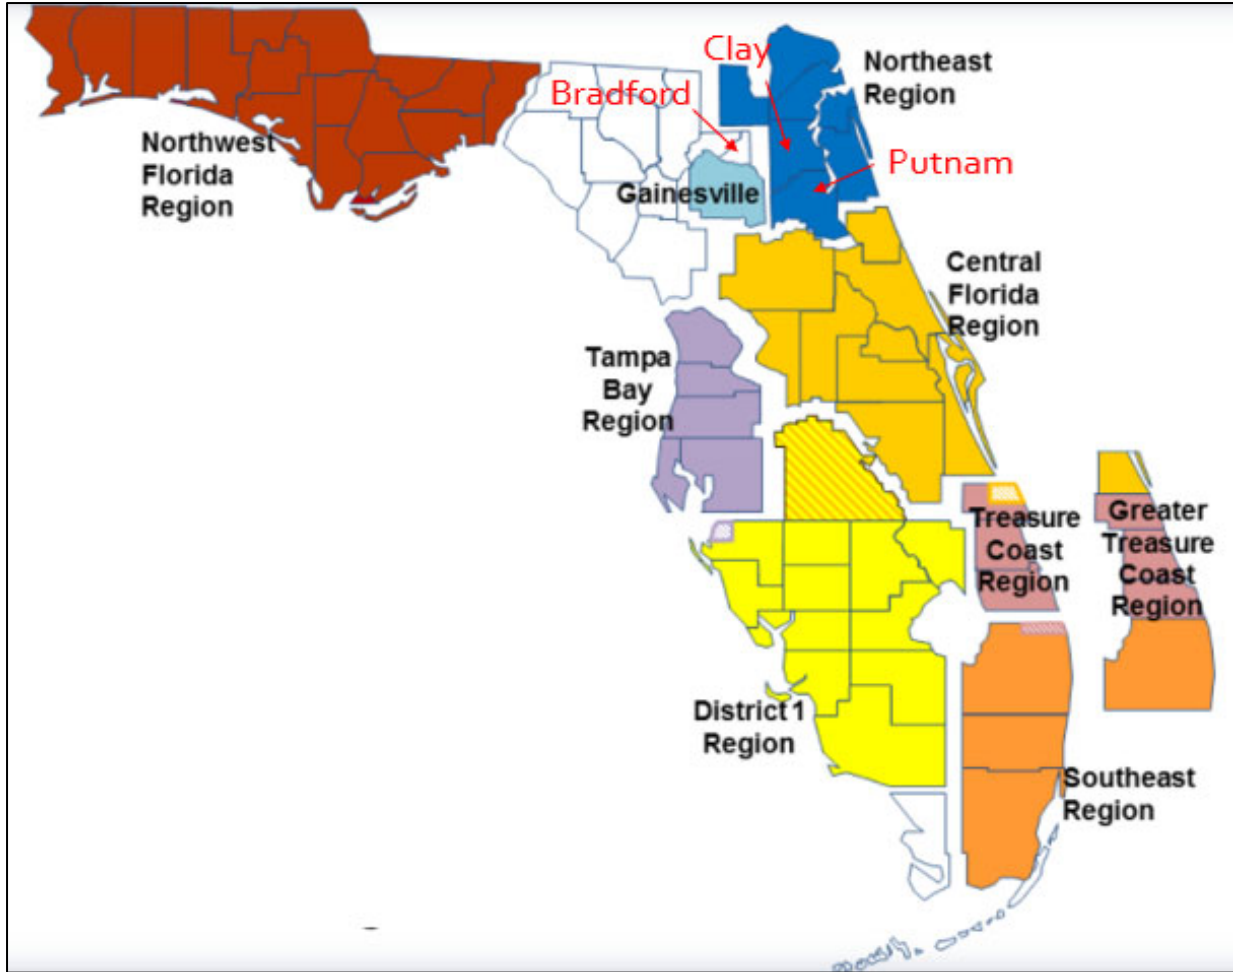 Clay
Northeast
Region
Bradford
Northwest
Florida
Region
Putnam
Gainesville
Central
Florida
Region
Tampa
Bay
Region
Treasure
Coast
Region
Greater
Treasure
Coast
Region
District 1
Region
Southeast
Region